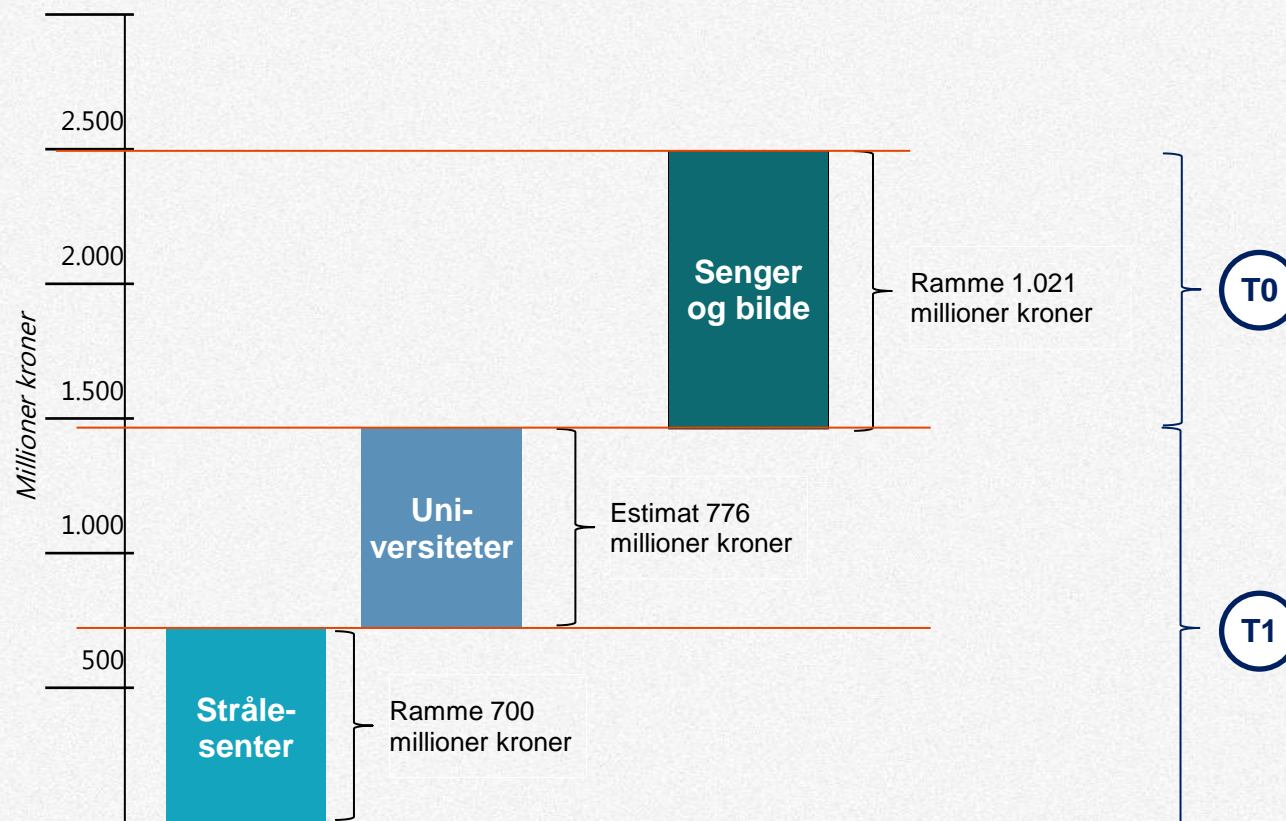 2.500
2.000
1.500
1.000
500
Millioner kroner
Senger
og bilde
Ramme 1.021
millioner kroner
T0
Uni-
versiteter
Estimat 776
millioner kroner
T1
Stråle-
senter
Ramme 700
millioner kroner